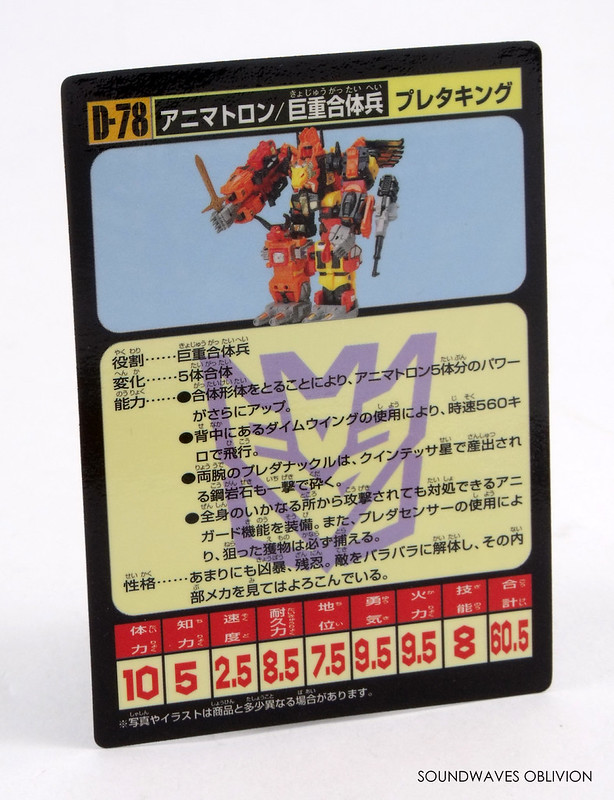 D-78 アニマトロン/巨重合体兵 プレダキング
きょじゅうがったいへい
役割……巨重合体兵
変化……5体合体
能力……●合体形体をとることにより、アニマトロン5体分のパワー
がさらにアップ。
●背中にあるダイムウイングの使用により、時速560キ
ロで飛行。
●両腕のプレダナックルは、クインテッサ星で産出され
る鋼岩石も一撃で砕く。
●全身のいかなる所から攻撃されても対処できるアニ
ガード機能を装備。また、プレダセンサーの使用によ
り、狙った獲物は必ず捕える。
性格……あまりにも凶暴、残忍。敵をバラバラに解体し、その内
部メカを見てはよろこんでいる。
体力 知力 速度 耐久力 地位 勇気 火力 技能 合計
10 5 2.5 8.5 7.5 9.5 9.5 8 60.5
※写真やイラストは商品と多少異なる場合があります。
SOUNDWAVES OBLIVION